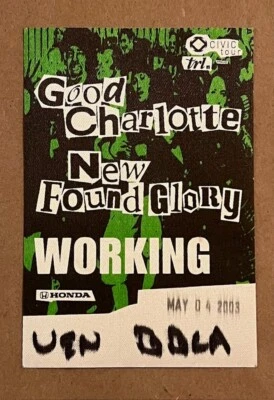 CIVIC
tour
trl.
Good
Charlotte
New
Found Glory
WORKING
HONDA
MAY 04 2003